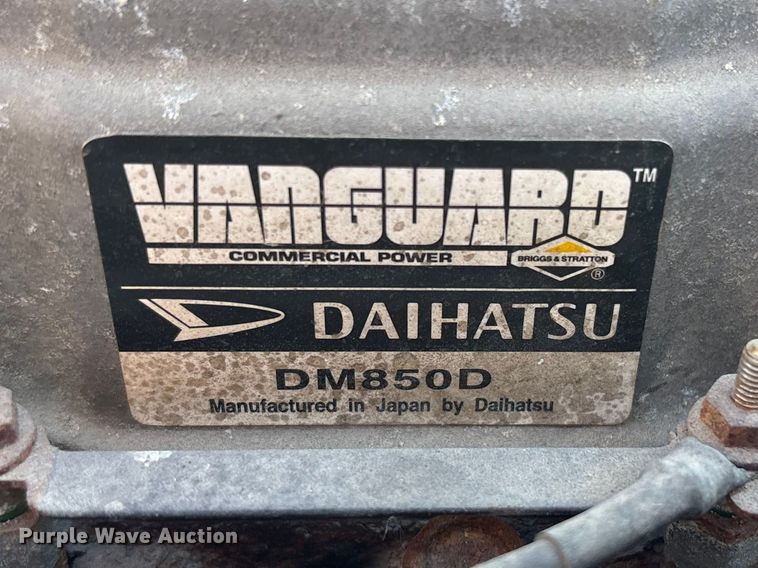 VANGUARD™
COMMERCIAL POWER
BRIGGS & STRATTON
®
DAIHATSU
DM850D
Manufactured in Japan by Daihatsu
Purple Wave Auction®